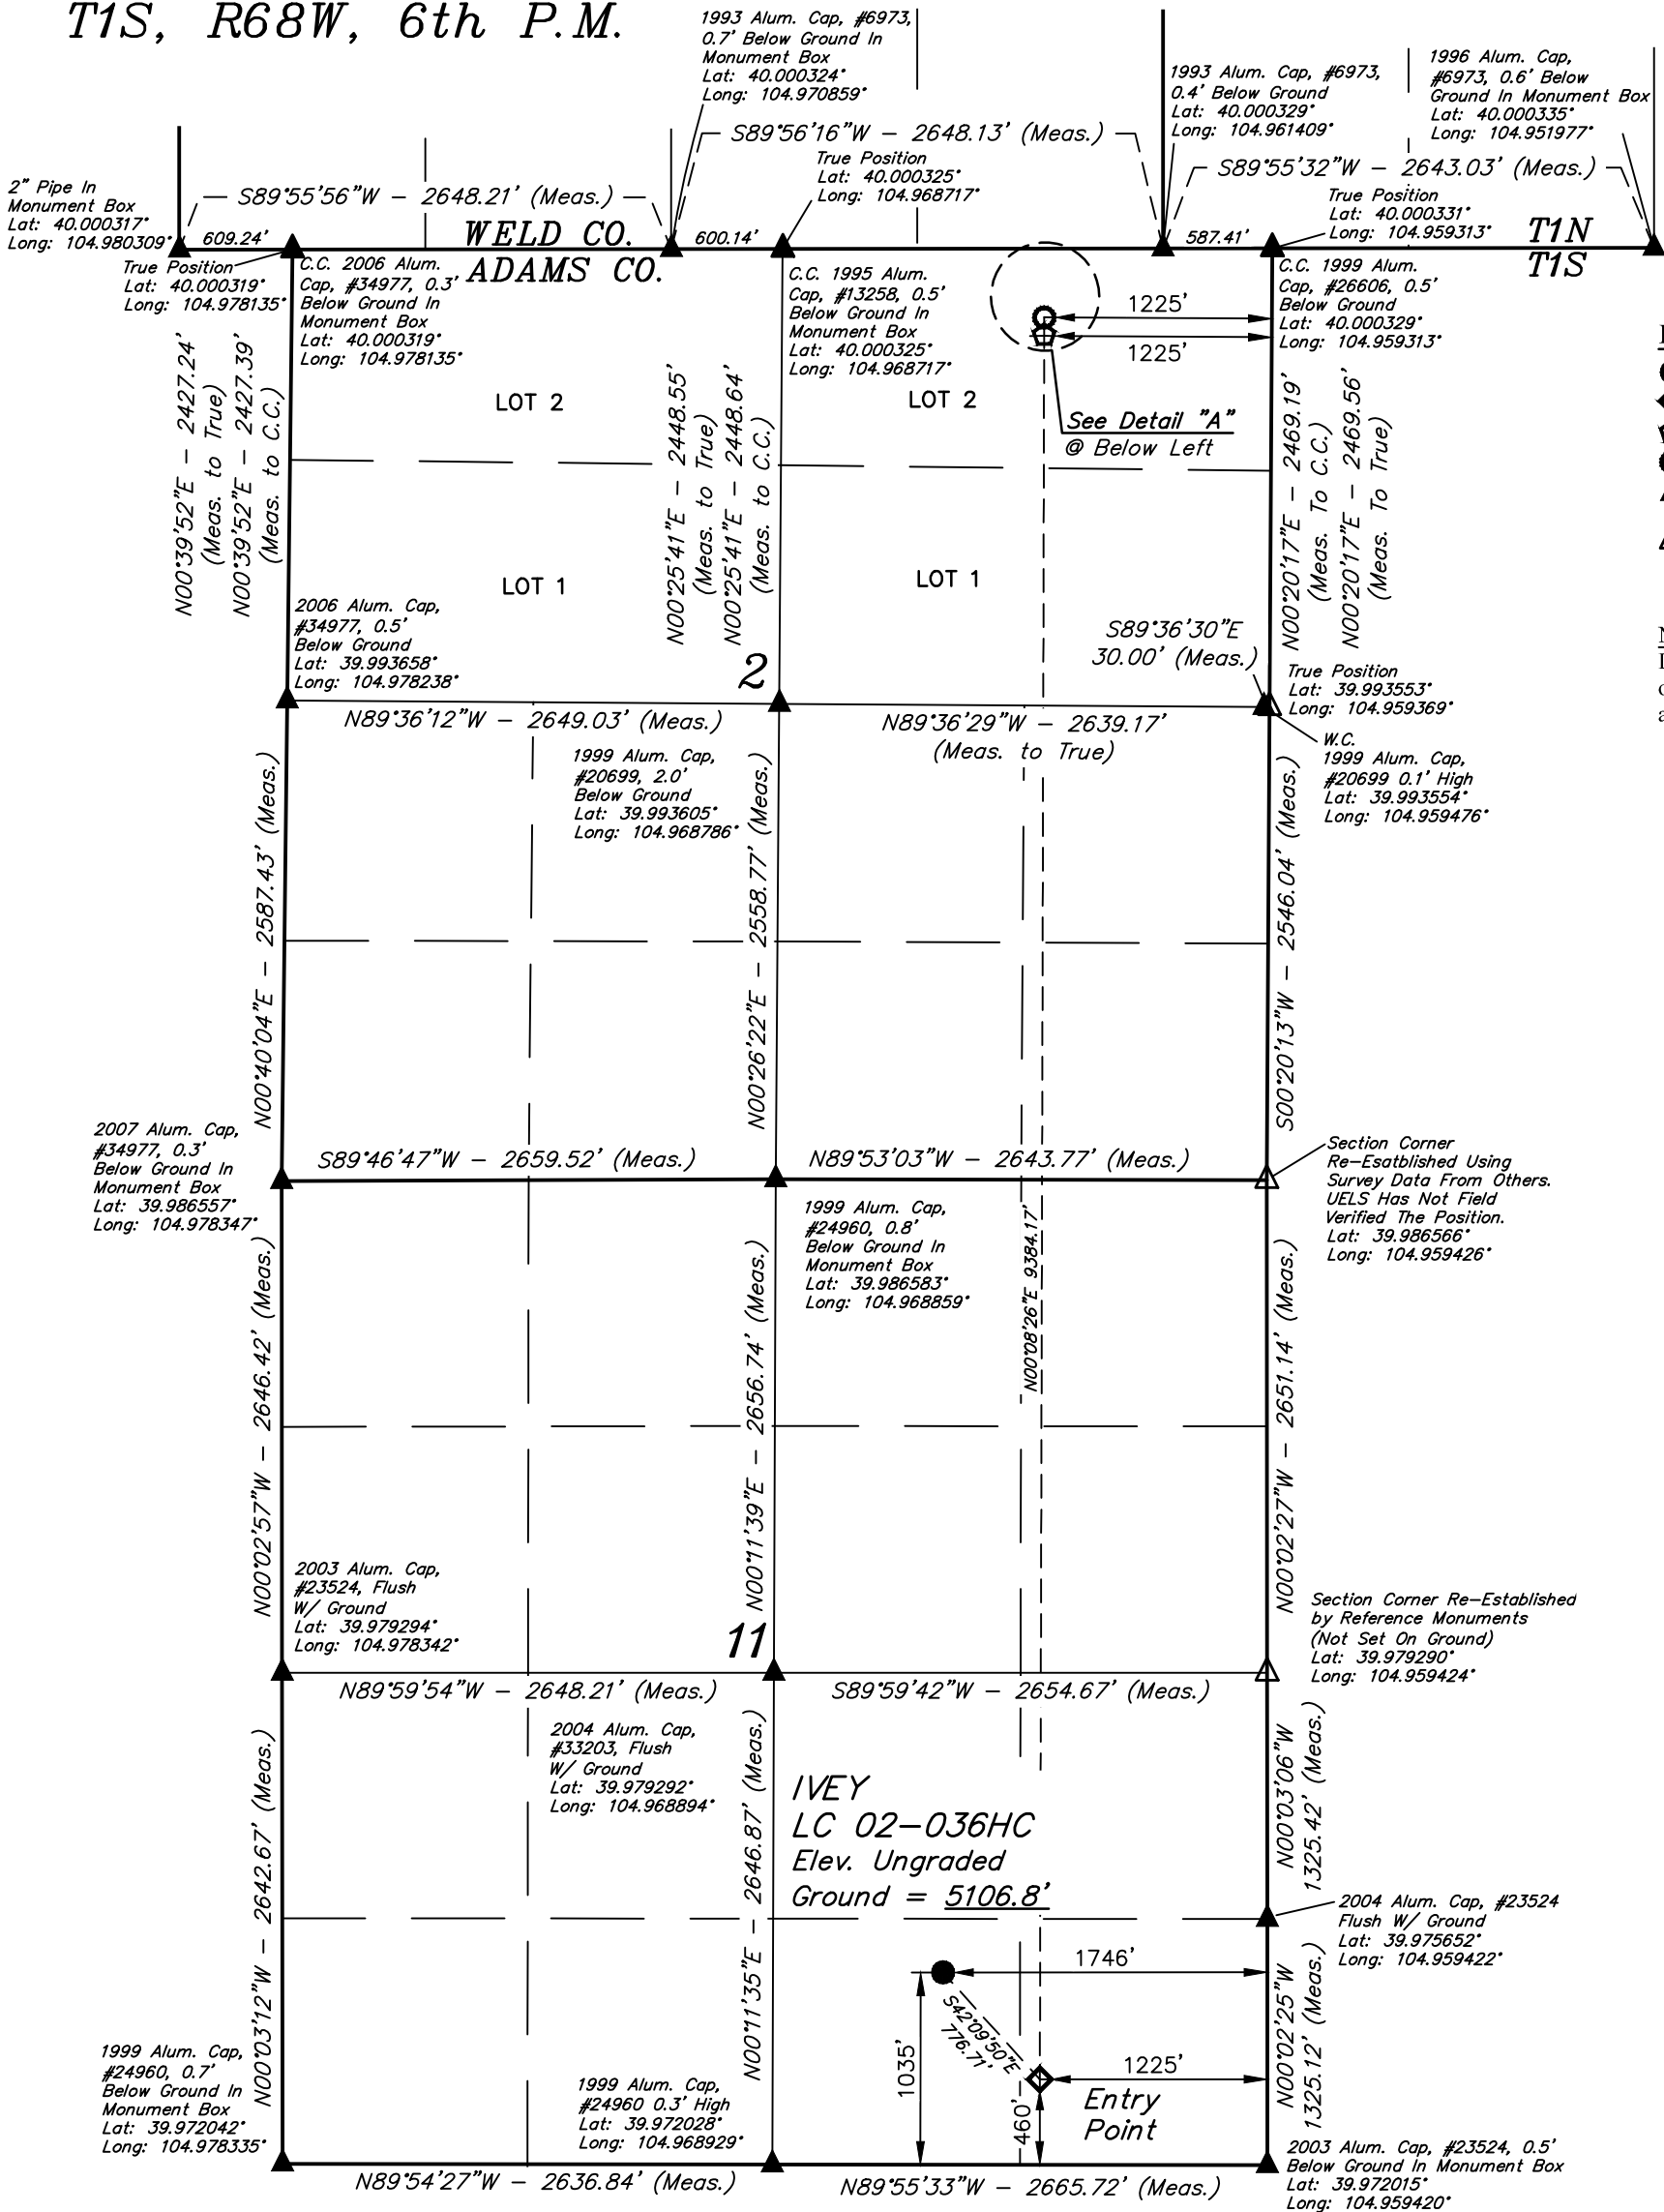 T1S, R68W, 6th P.M.
1993 Alum. Cap, #6973,
0.7' Below Ground In
Monument Box
Lat: 40.000324°
Long: 104.970859°
1993 Alum. Cap, #6973,
0.4' Below Ground
Lat: 40.000329°
Long: 104.961409°
1996 Alum. Cap,
#6973, 0.6' Below
Ground In Monument Box
Lat: 40.000335°
Long: 104.951977°
S89°56'16"W - 2648.13' (Meas.)
True Position
Lat: 40.000325°
Long: 104.968717°
S89°55'32"W - 2643.03' (Meas.)
2" Pipe In
Monument Box
Lat: 40.000317°
Long: 104.980309°
S89°55'56"W - 2648.21' (Meas.)
True Position
Lat: 40.000331°
Long: 104.959313°
609.24'
WELD CO.
600.14'
587.41'
T1N
ADAMS CO.
T1S
True Position
Lat: 40.000319°
Long: 104.978135°
C.C. 2006 Alum.
Cap, #34977, 0.3'
Below Ground In
Monument Box
Lat: 40.000319°
Long: 104.978135°
C.C. 1995 Alum.
Cap, #13258, 0.5'
Below Ground In
Monument Box
Lat: 40.000325°
Long: 104.968717°
1225'
1225'
C.C. 1999 Alum.
Cap, #26606, 0.5'
Below Ground
Lat: 40.000329°
Long: 104.959313°
N00°39'52"E - 2427.24'
(Meas. to True)
N00°39'52"E - 2427.39'
(Meas. to C.C.)
LOT 2
N00°25'41"E - 2448.55'
(Meas. to True)
N00°25'41"E - 2448.64'
(Meas. to C.C.)
LOT 2
See Detail "A"
@ Below Left
N00°20'17"E - 2469.19'
(Meas. To C.C.)
N00°20'17"E - 2469.56'
(Meas. To True)
LOT 1
LOT 1
2006 Alum. Cap,
#34977, 0.5'
Below Ground
Lat: 39.993658°
Long: 104.978238°
2
S89°36'30"E
30.00' (Meas.)
True Position
Lat: 39.993553°
Long: 104.959369°
N89°36'12"W - 2649.03' (Meas.)
N89°36'29"W - 2639.17'
(Meas. to True)
1999 Alum. Cap,
#20699, 2.0'
Below Ground
Lat: 39.993605°
Long: 104.968786°
W.C.
1999 Alum. Cap,
#20699 0.1' High
Lat: 39.993554°
Long: 104.959476°
N00°40'04"E - 2587.43' (Meas.)
N00°26'22"E - 2558.77' (Meas.)
S00°20'13"W - 2546.04' (Meas.)
2007 Alum. Cap,
#34977, 0.3'
Below Ground In
Monument Box
Lat: 39.986557°
Long: 104.978347°
S89°46'47"W - 2659.52' (Meas.)
N89°53'03"W - 2643.77' (Meas.)
Section Corner
Re-Esatblished Using
Survey Data From Others.
UELS Has Not Field
Verified The Position.
Lat: 39.986566°
Long: 104.959426°
1999 Alum. Cap,
#24960, 0.8'
Below Ground In
Monument Box
Lat: 39.986583°
Long: 104.968859°
N00°08'26"E 9384.17'
N00°02'57"W - 2646.42' (Meas.)
N00°11'39"E - 2656.74' (Meas.)
N00°02'27"W - 2651.14' (Meas.)
2003 Alum. Cap,
#23524, Flush
W/ Ground
Lat: 39.979294°
Long: 104.978342°
11
Section Corner Re-Established
by Reference Monuments
(Not Set On Ground)
Lat: 39.979290°
Long: 104.959424°
N89°59'54"W - 2648.21' (Meas.)
S89°59'42"W - 2654.67' (Meas.)
2004 Alum. Cap,
#33203, Flush
W/ Ground
Lat: 39.979292°
Long: 104.968894°
N00°03'12"W - 2642.67' (Meas.)
N00°11'35"E - 2646.87' (Meas.)
IVEY
LC 02-036HC
Elev. Ungraded
Ground = 5106.8'
N00°03'06"W
1325.42' (Meas.)
2004 Alum. Cap, #23524
Flush W/ Ground
Lat: 39.975652°
Long: 104.959422°
1746'
S42°09'50"E
776.71'
1035'
1225'
460'
Entry
Point
N00°02'25"W
1325.12' (Meas.)
1999 Alum. Cap,
#24960, 0.7'
Below Ground In
Monument Box
Lat: 39.972042°
Long: 104.978335°
1999 Alum. Cap,
#24960 0.3' High
Lat: 39.972028°
Long: 104.968929°
2003 Alum. Cap, #23524, 0.5'
Below Ground In Monument Box
Lat: 39.972015°
Long: 104.959420°
N89°54'27"W - 2636.84' (Meas.)
N89°55'33"W - 2665.72' (Meas.)